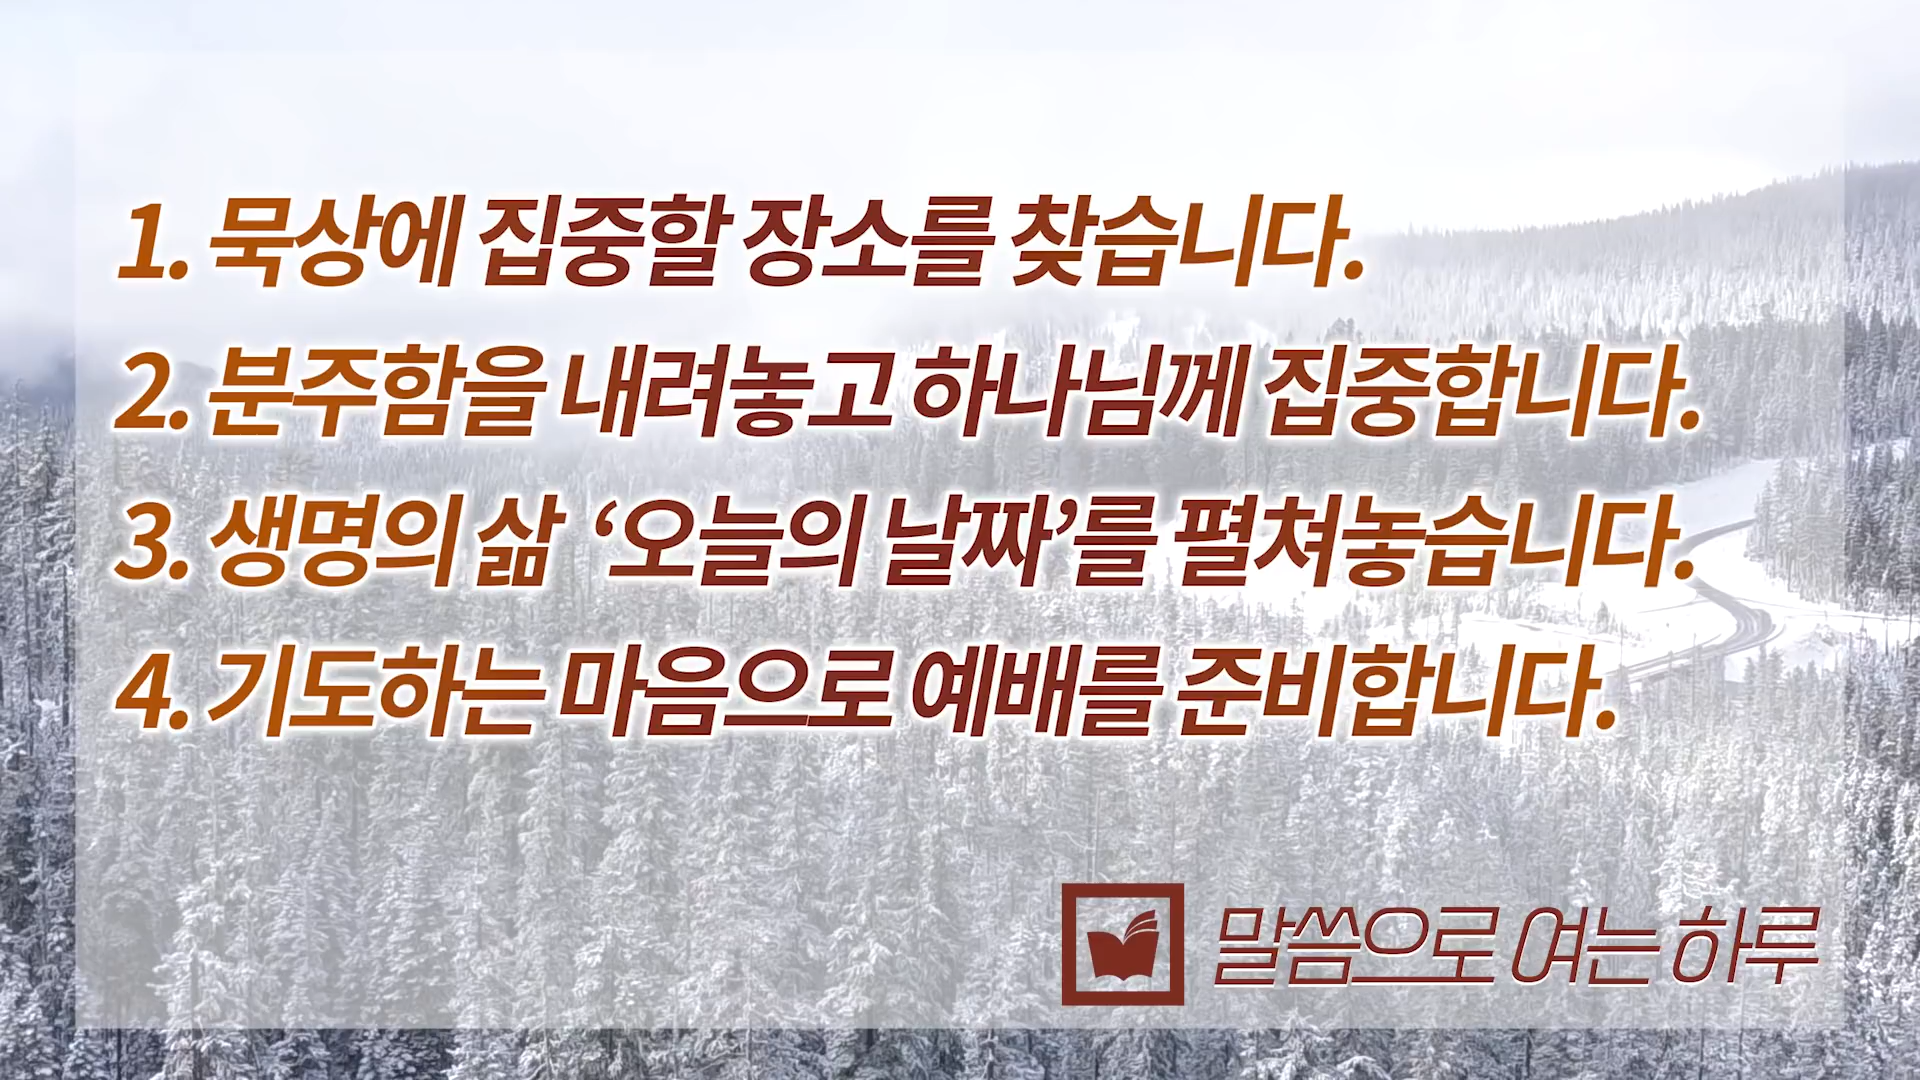 1. 묵상에 집중할 장소를 찾습니다.
2. 분주함을 내려놓고 하나님께 집중합니다.
3. 생명의 삶 ‘오늘의 날짜’를 펼쳐놓습니다.
4. 기도하는 마음으로 예배를 준비합니다.
말씀으로 여는 하루